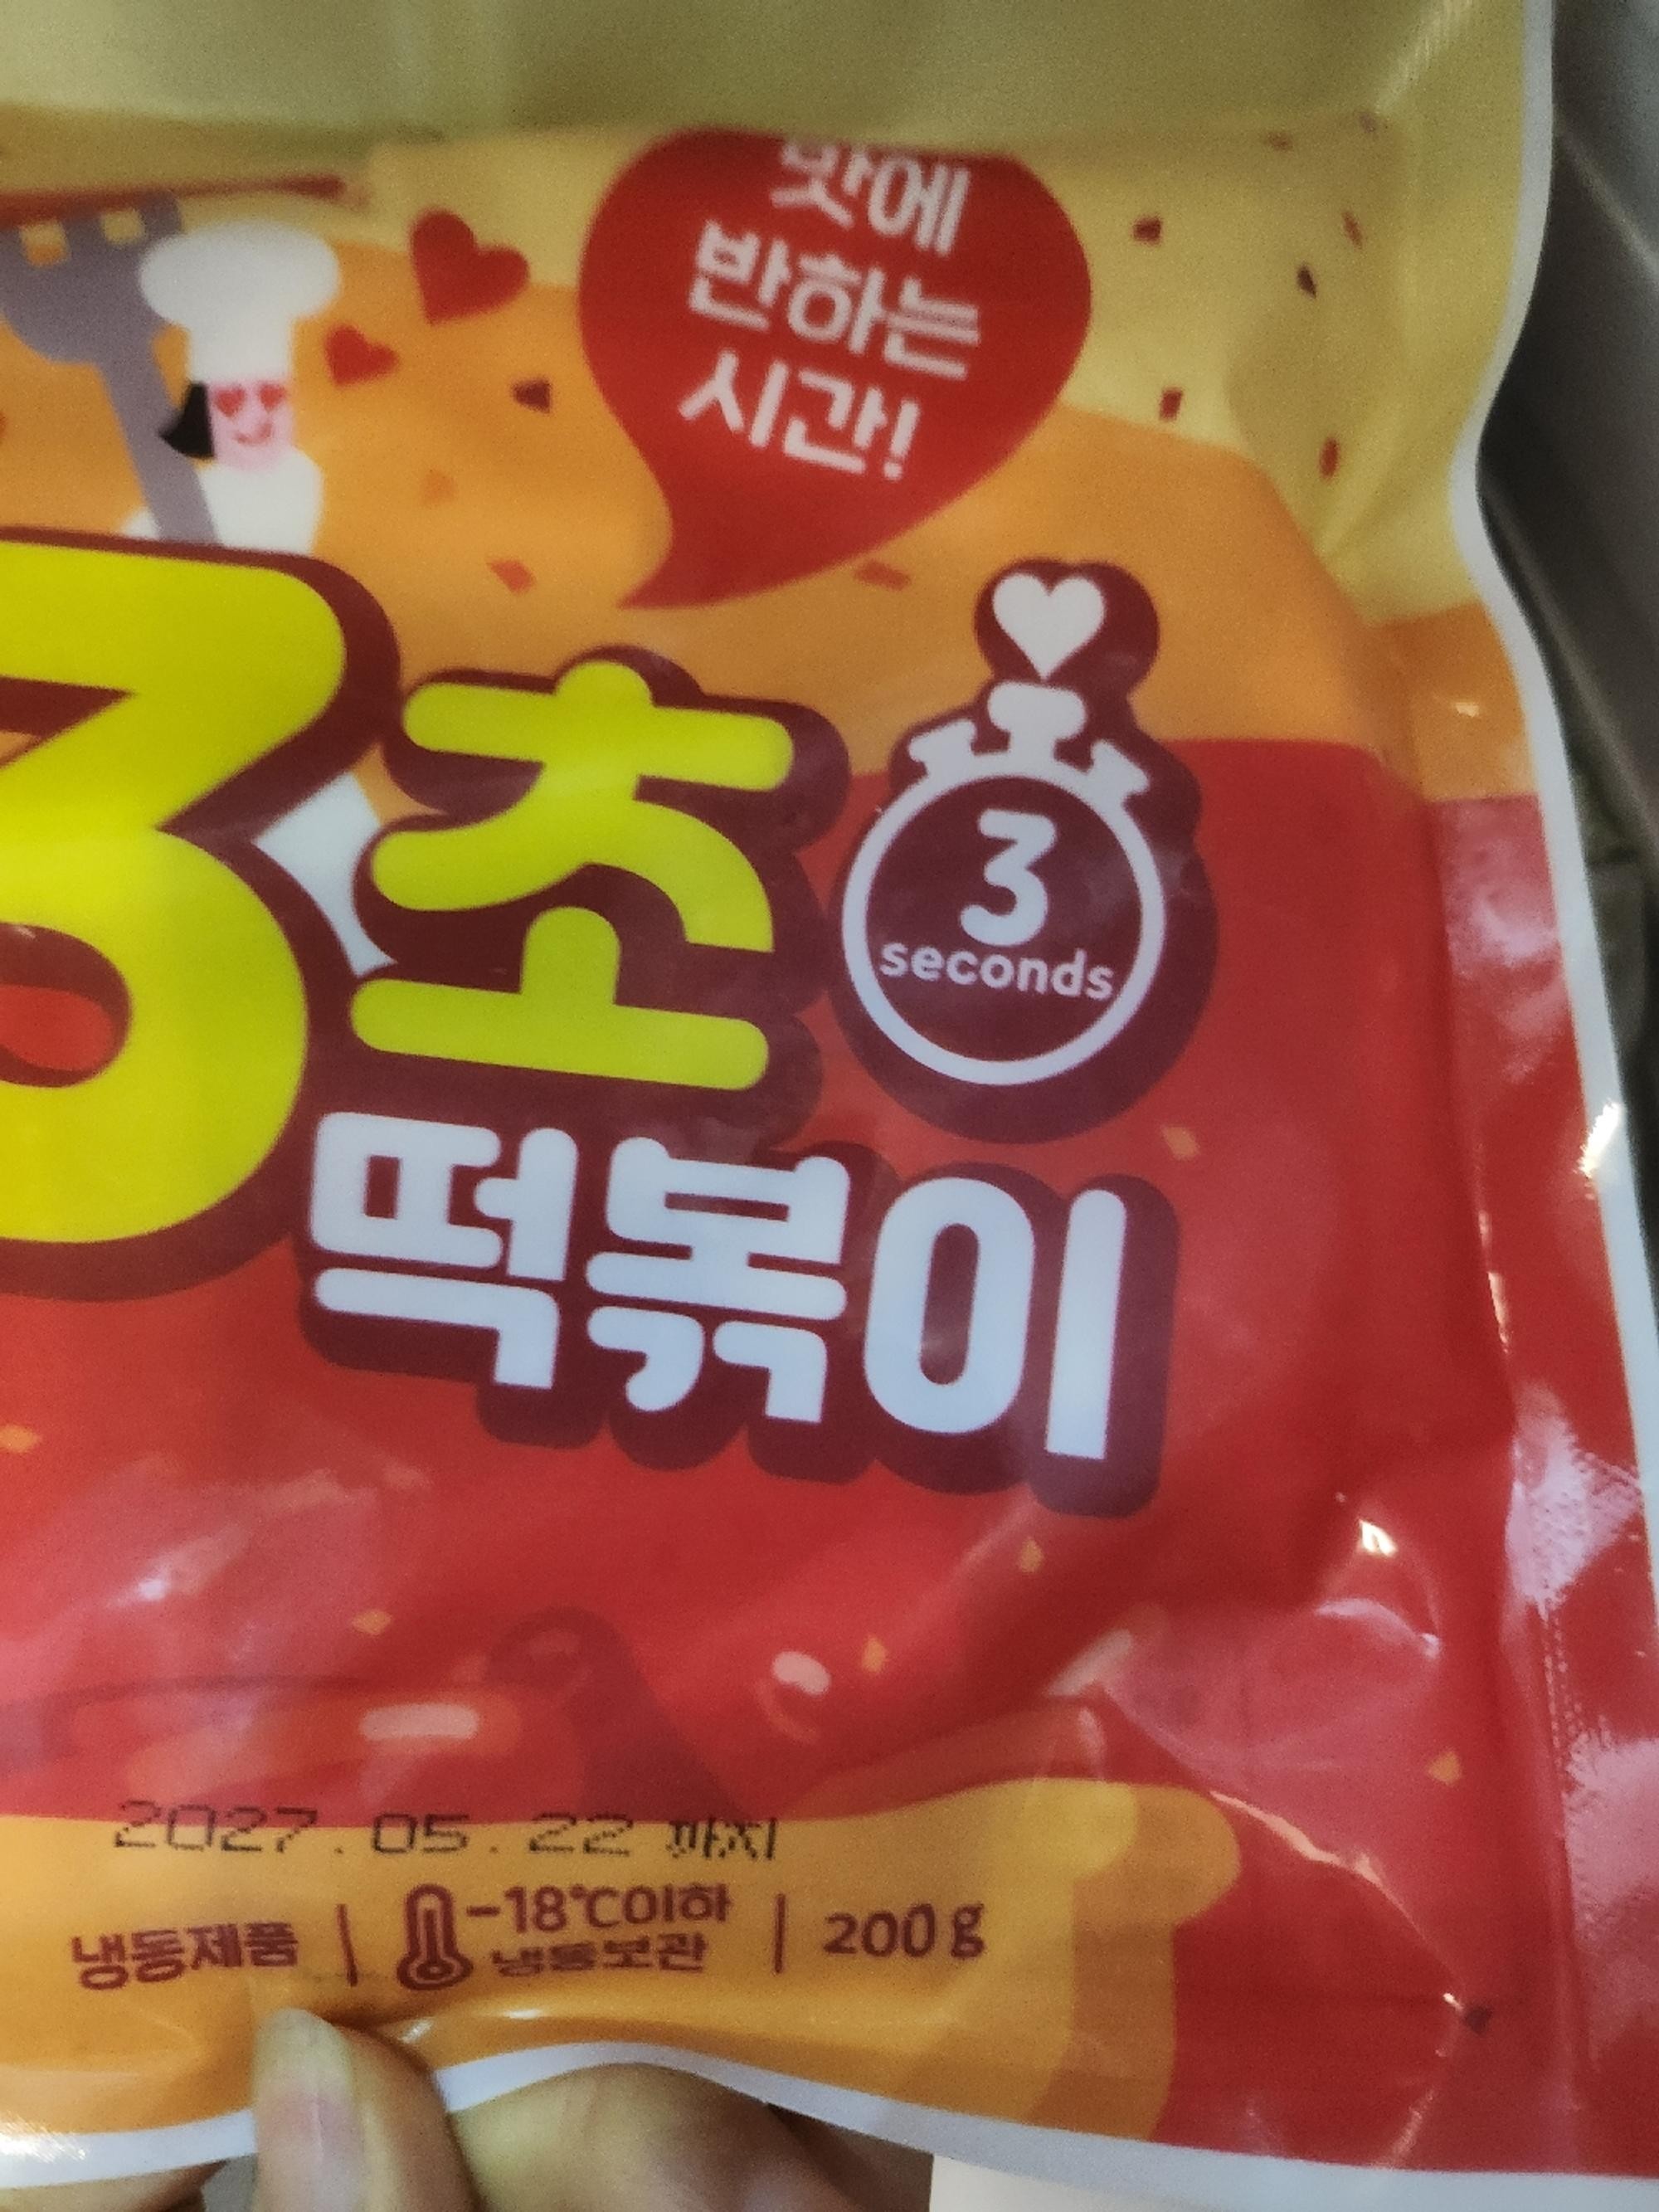 맛에
반하는
시간!
3초
3
seconds
떡볶이
2027.05.22 까지
냉동제품 | -18℃이하 냉동보관 | 200g